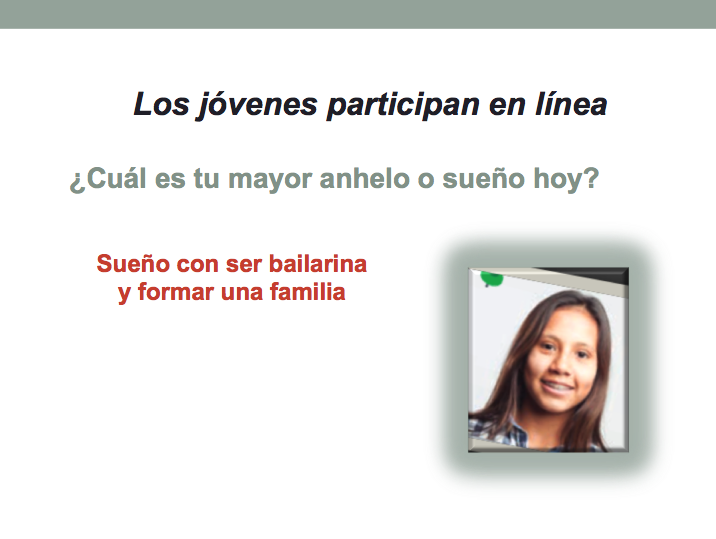 Los jóvenes participan en línea
¿Cuál es tu mayor anhelo o sueño hoy?
Sueño con ser bailarina
y formar una familia